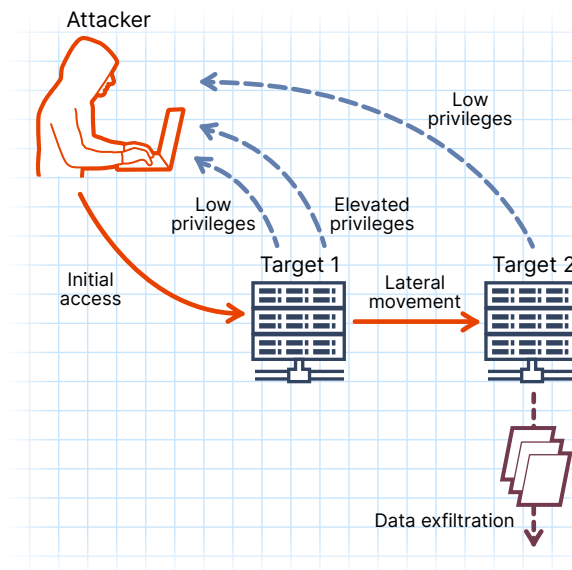 Attacker
Low
privileges
Low
privileges
Elevated
privileges
Target 1
Target 2
Initial
access
Lateral
movement
Data exfiltration